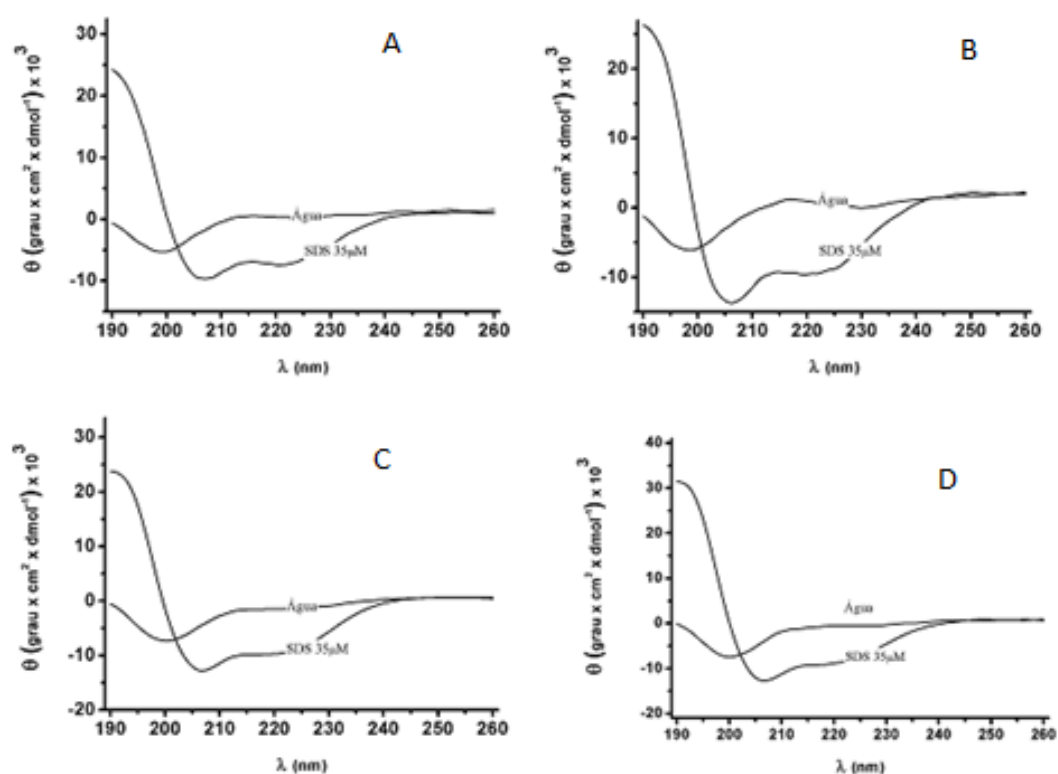 A
θ (grau x cm² x dmol⁻¹) x 10³
30
20
10
0
-10
Água
SDS 35µM
190 200 210 220 230 240 250 260
λ (nm)
B
θ (grau x cm² x dmol⁻¹) x 10³
20
10
0
-10
Água
SDS 35µM
190 200 210 220 230 240 250 260
λ (nm)
C
θ (grau x cm² x dmol⁻¹) x 10³
30
20
10
0
-10
-20
Água
SDS 35µM
190 200 210 220 230 240 250 260
λ (nm)
D
θ (grau x cm² x dmol⁻¹) x 10³
40
30
20
10
0
-10
-20
Água
SDS 35µM
190 200 210 220 230 240 250 260
λ (nm)